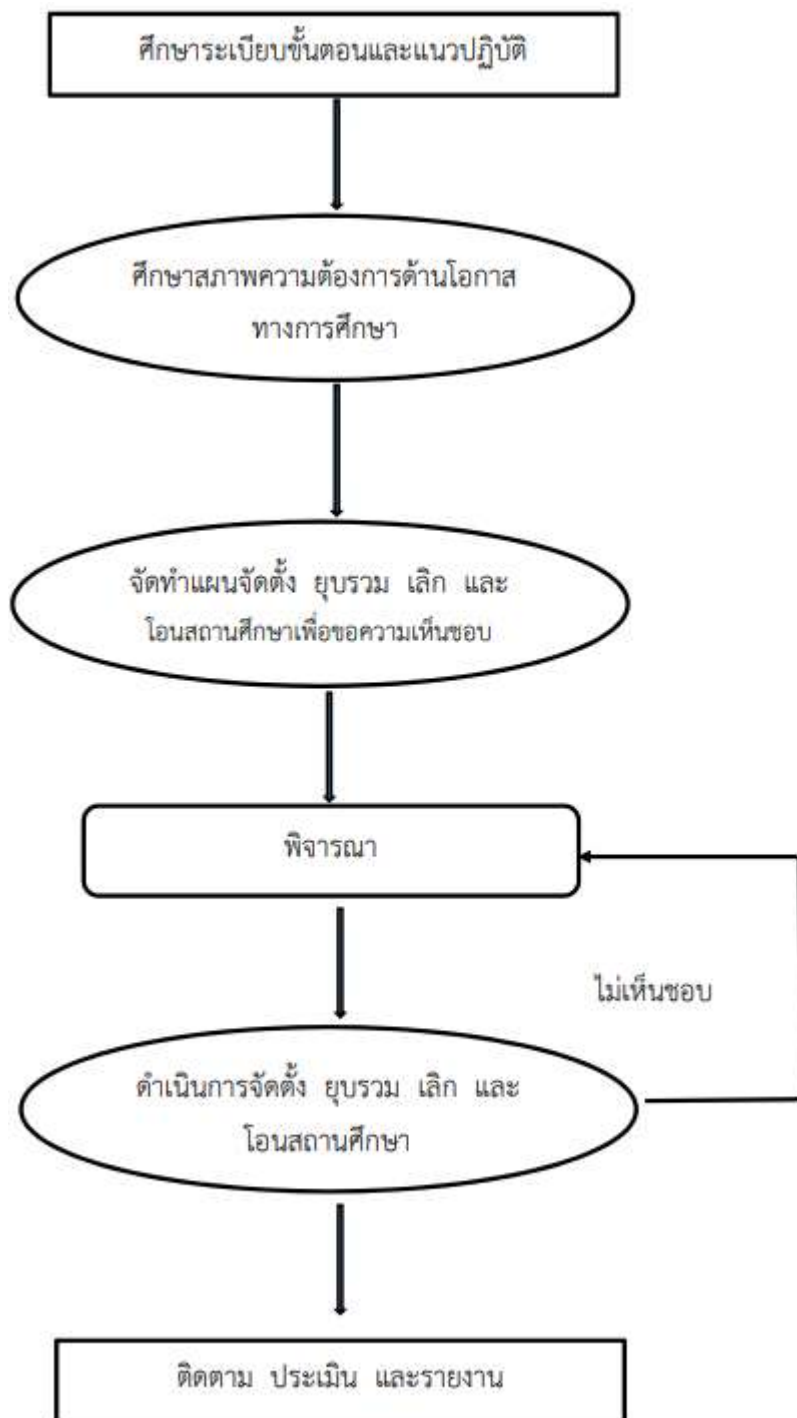 ศึกษาระเบียบขั้นตอนและแนวปฏิบัติ
ศึกษาสภาพความต้องการด้านโอกาส
ทางการศึกษา
จัดทำแผนจัดตั้ง ยุบรวม เลิก และ
โอนสถานศึกษาเพื่อขอความเห็นชอบ
พิจารณา
ไม่เห็นชอบ
ดำเนินการจัดตั้ง ยุบรวม เลิก และ
โอนสถานศึกษา
ติดตาม ประเมิน และรายงาน